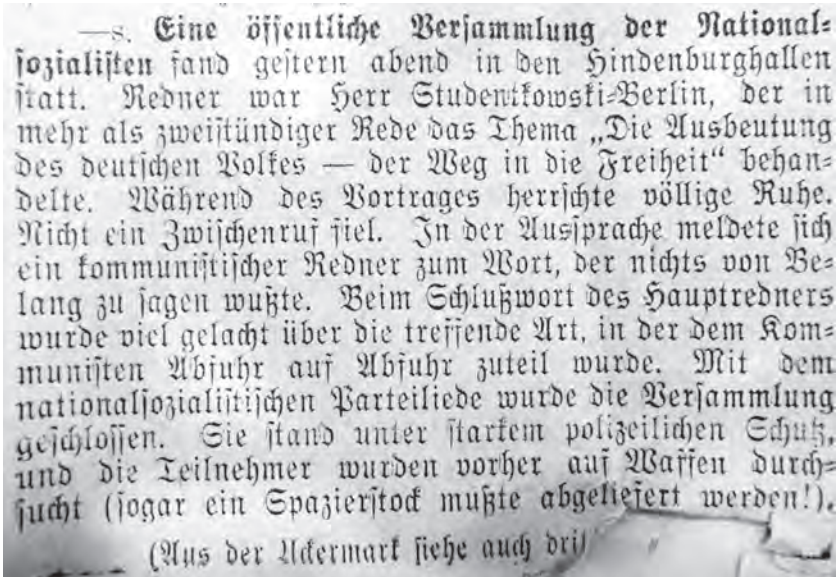 —s. Eine öffentliche Versammlung der National-
sozialisten fand gestern abend in den Hindenburghallen
statt. Redner war Herr Studentkowski-Berlin, der in
mehr als zweistündiger Rede das Thema „Die Ausbeutung
des deutschen Volkes — der Weg in die Freiheit“ behan-
delte. Während des Vortrages herrschte völlige Ruhe.
Nicht ein Zwischenruf fiel. In der Aussprache meldete sich
ein kommunistischer Redner zum Wort, der nichts von Be-
lang zu sagen wußte. Beim Schlußwort des Hauptredners
wurde viel gelacht über die treffende Art, in der dem Kom-
munisten Abfuhr auf Abfuhr zuteil wurde. Mit dem
nationalsozialistischen Parteiliede wurde die Versammlung
geschlossen. Sie stand unter starkem polizeilichen Schutz,
und die Teilnehmer wurden vorher auf Waffen durch-
sucht (sogar ein Spazierstock mußte abgeliefert werden!).
(Aus der Uckermark siehe auch